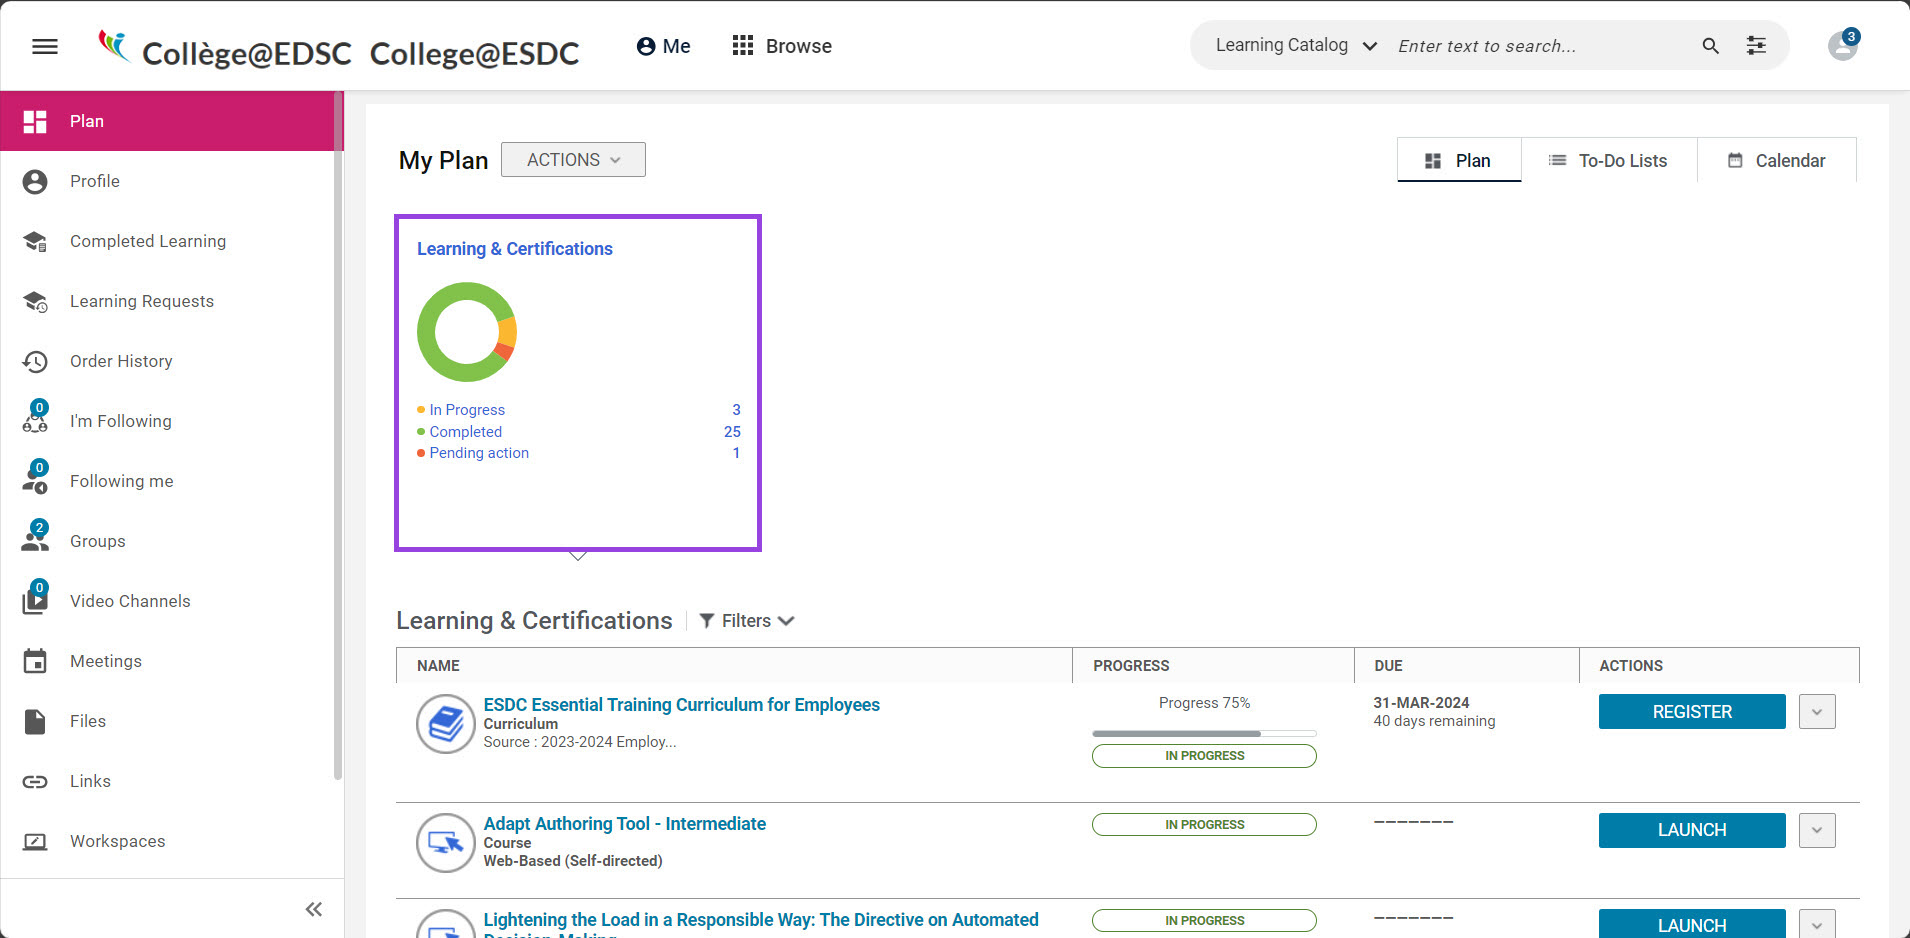 Collège@EDSC College@ESDC
Me
Browse
Learning Catalog
Enter text to search...
3
Plan
Profile
Completed Learning
Learning Requests
Order History
0
I'm Following
0
Following me
2
Groups
0
Video Channels
Meetings
Files
Links
Workspaces
My Plan
ACTIONS
Plan
To-Do Lists
Calendar
Learning & Certifications
In Progress 3
Completed 25
Pending action 1
Learning & Certifications
Filters
NAME PROGRESS DUE ACTIONS
ESDC Essential Training Curriculum for Employees
Curriculum
Source : 2023-2024 Employ...
Progress 75%
IN PROGRESS
31-MAR-2024
40 days remaining
REGISTER
Adapt Authoring Tool - Intermediate
Course
Web-Based (Self-directed)
IN PROGRESS
-------
LAUNCH
Lightening the Load in a Responsible Way: The Directive on Automated
Decision-Making
IN PROGRESS
-------
LAUNCH